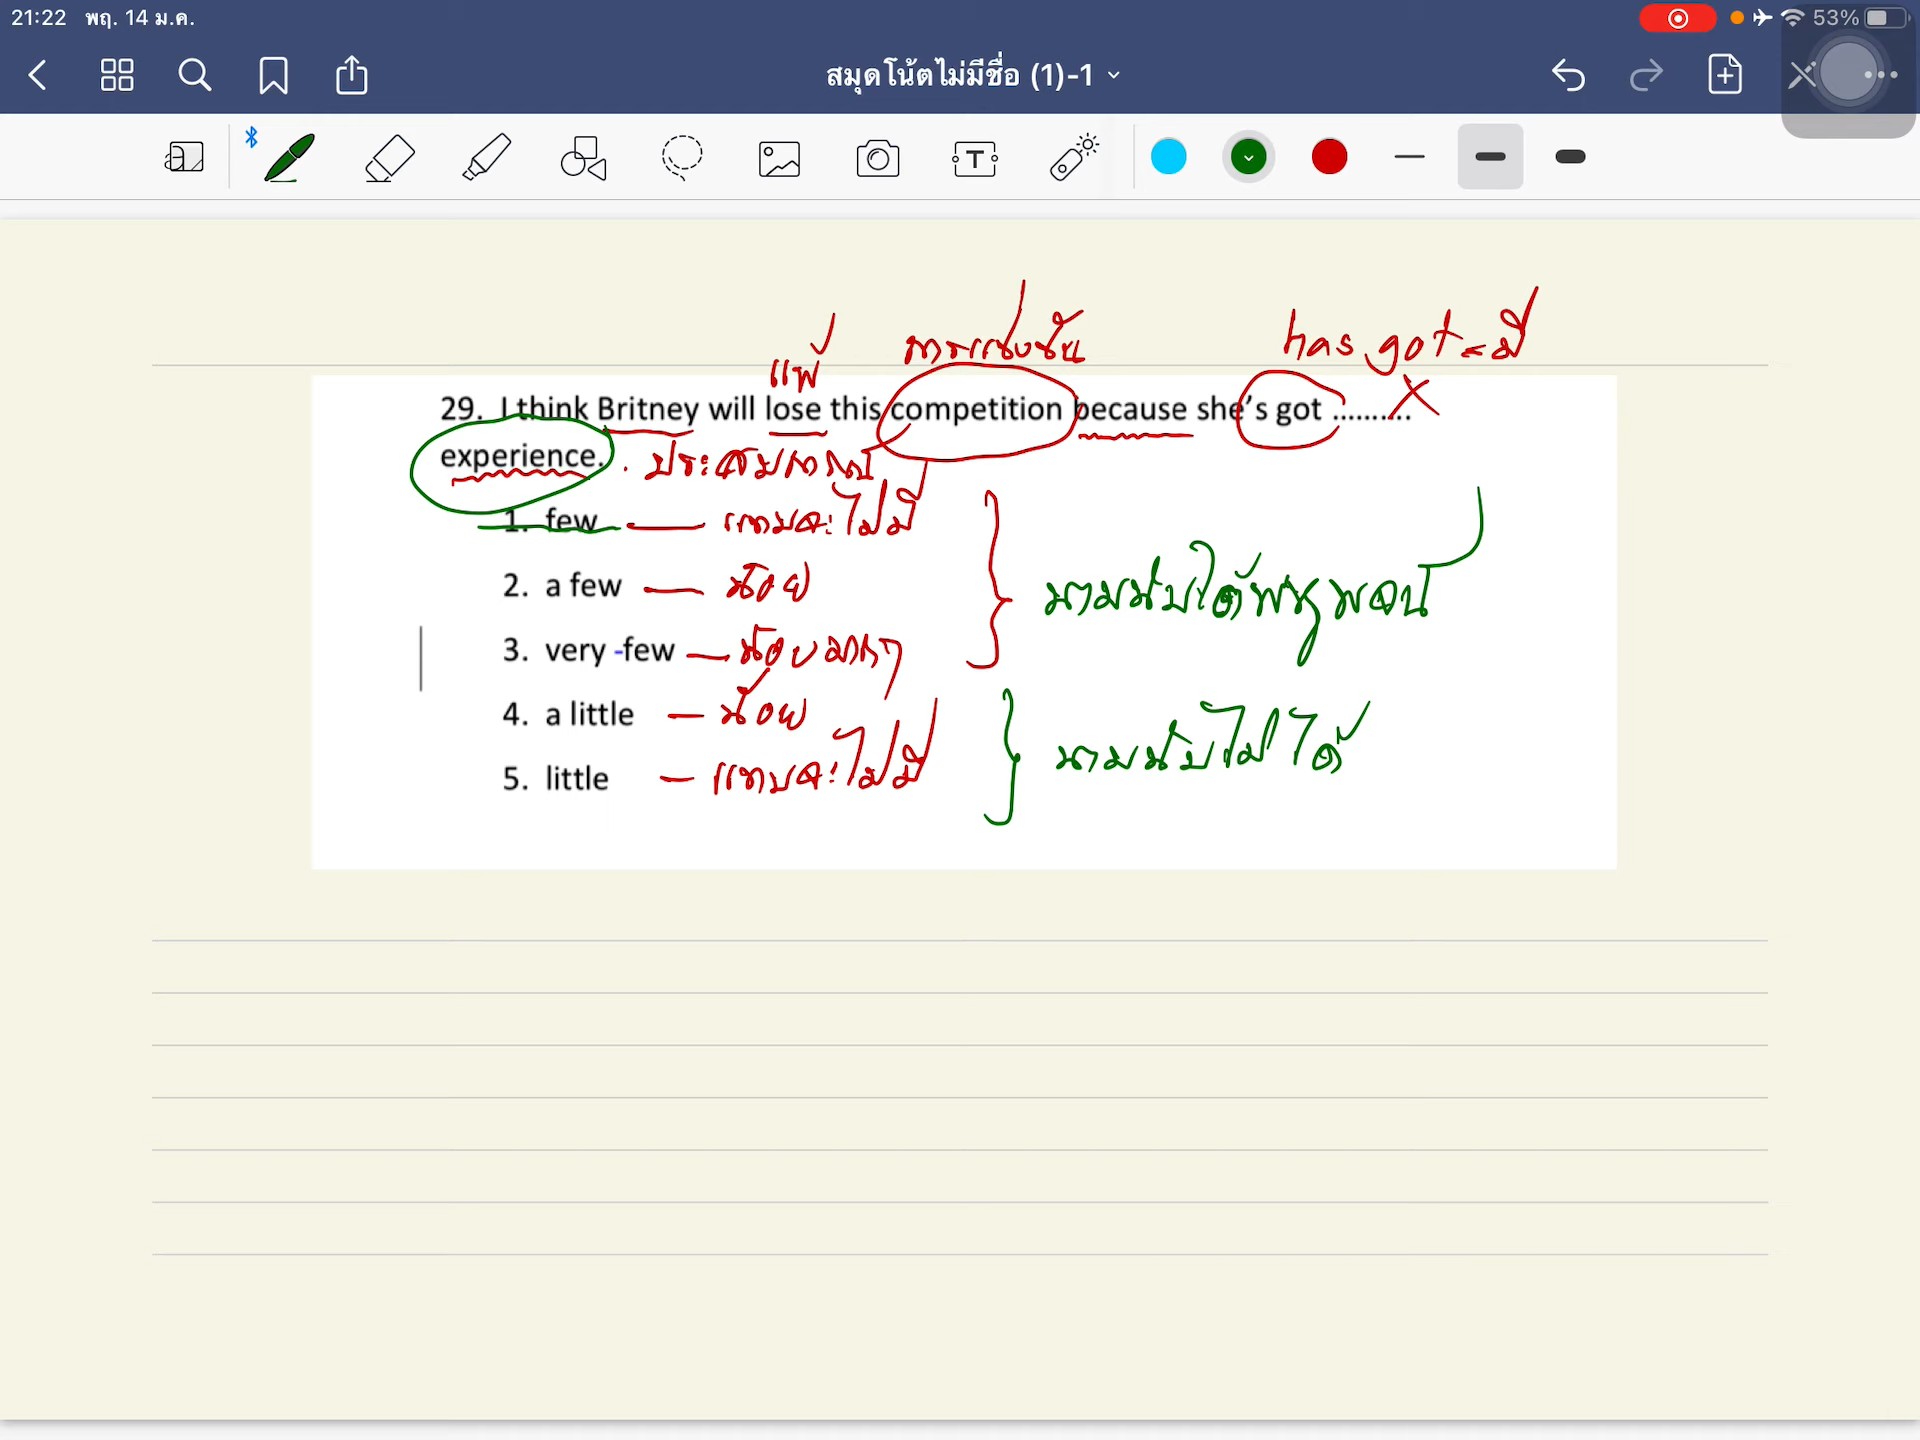 21:22 พฤ. 14 ม.ค.
53%
สมุดโน้ตไม่มีชื่อ (1)-1
แพ้ การแข่งขัน has got = มี
29. I think Britney will lose this competition because she's got .......... X
experience. ประสบการณ์
1. few — แทบจะไม่มี
2. a few — น้อย
นามนับได้พหูพจน์
3. very -few — น้อยมากๆ
4. a little — น้อย
นามนับไม่ได้
5. little — แทบจะไม่มี